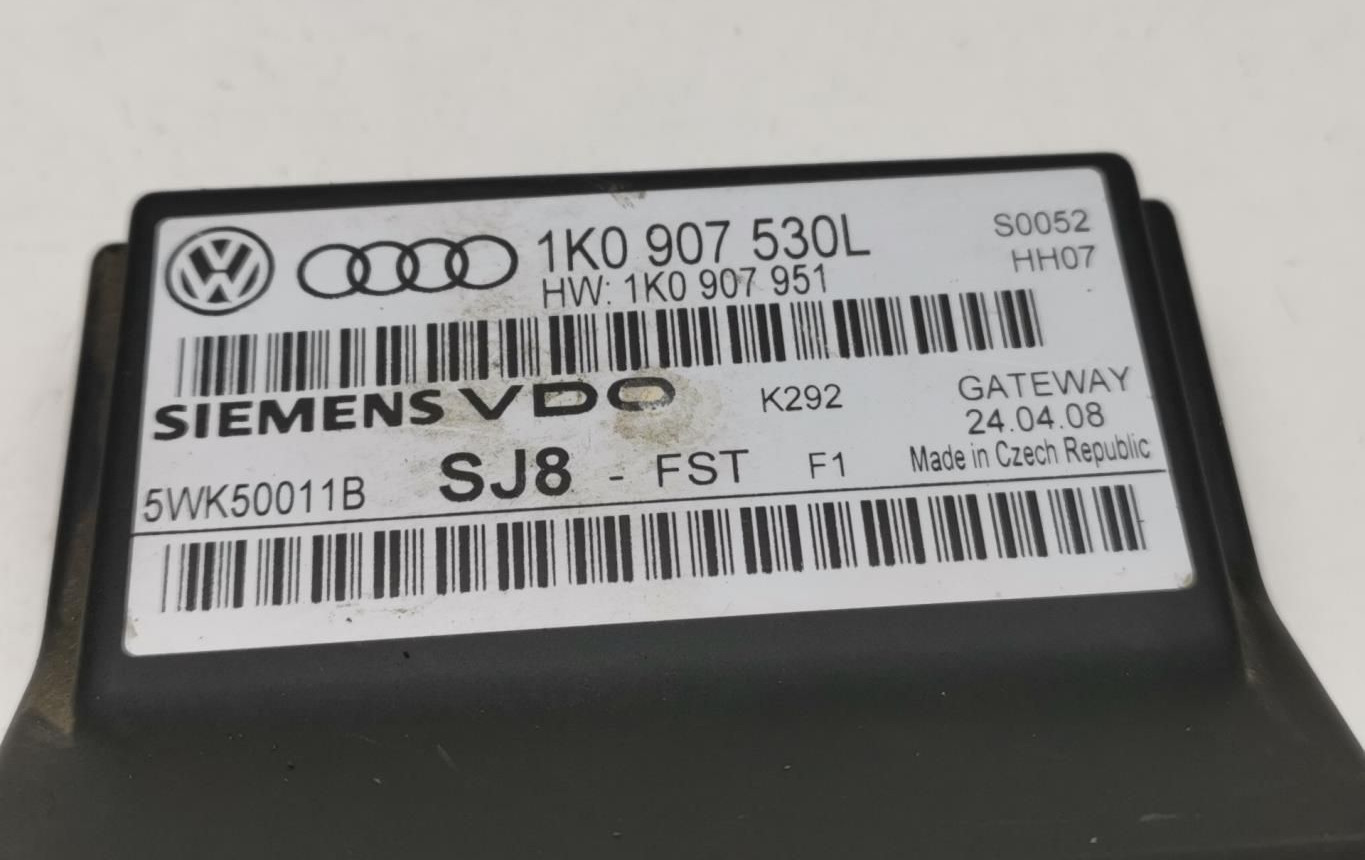 1K0 907 530L
S0052
HW: 1K0 907 951
HH07
SIEMENS VDO
K292
GATEWAY
24.04.08
5WK50011B
SJ8 - FST F1
Made in Czech Republic